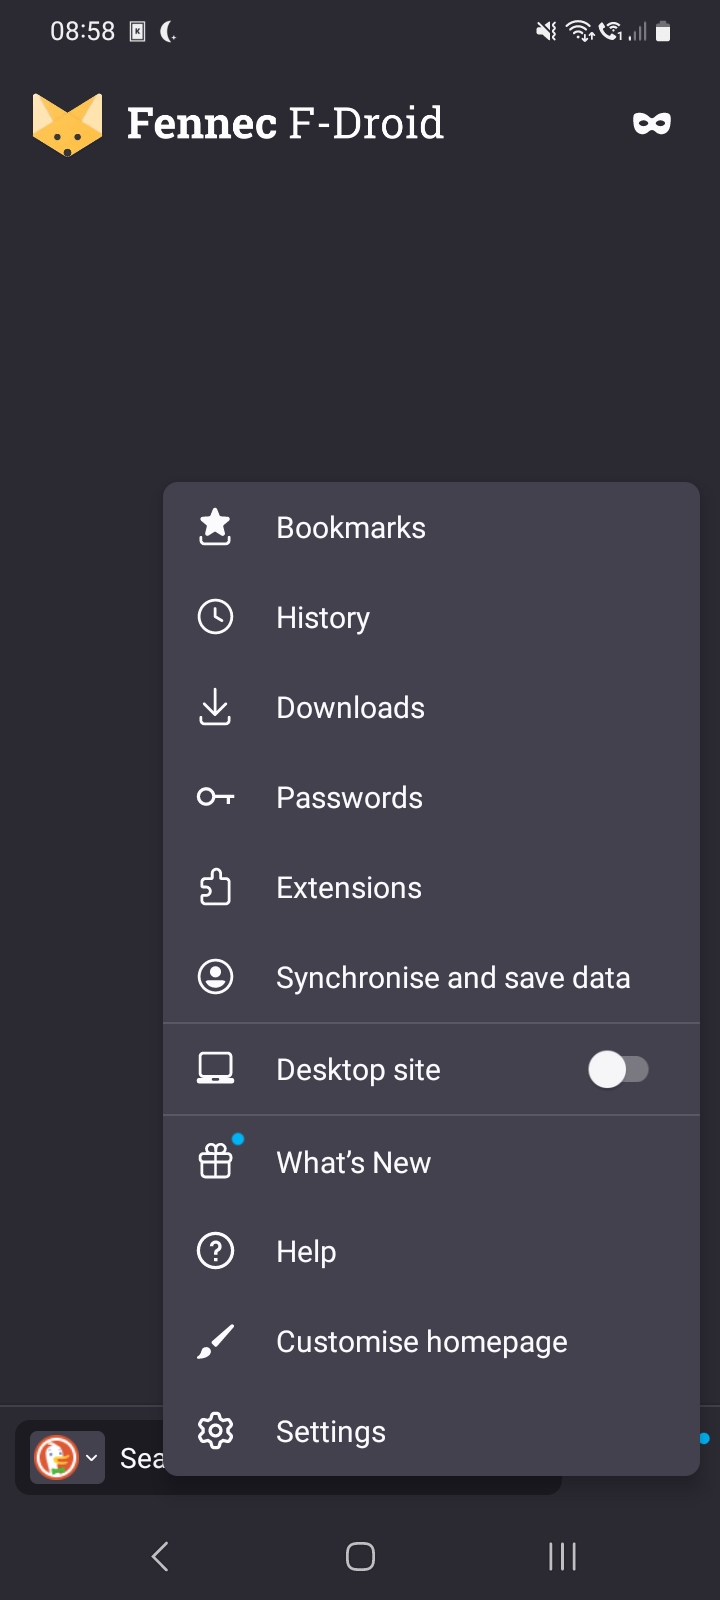 08:58
Fennec F-Droid
Bookmarks
History
Downloads
Passwords
Extensions
Synchronise and save data
Desktop site
What’s New
Help
Customise homepage
Settings
Sea